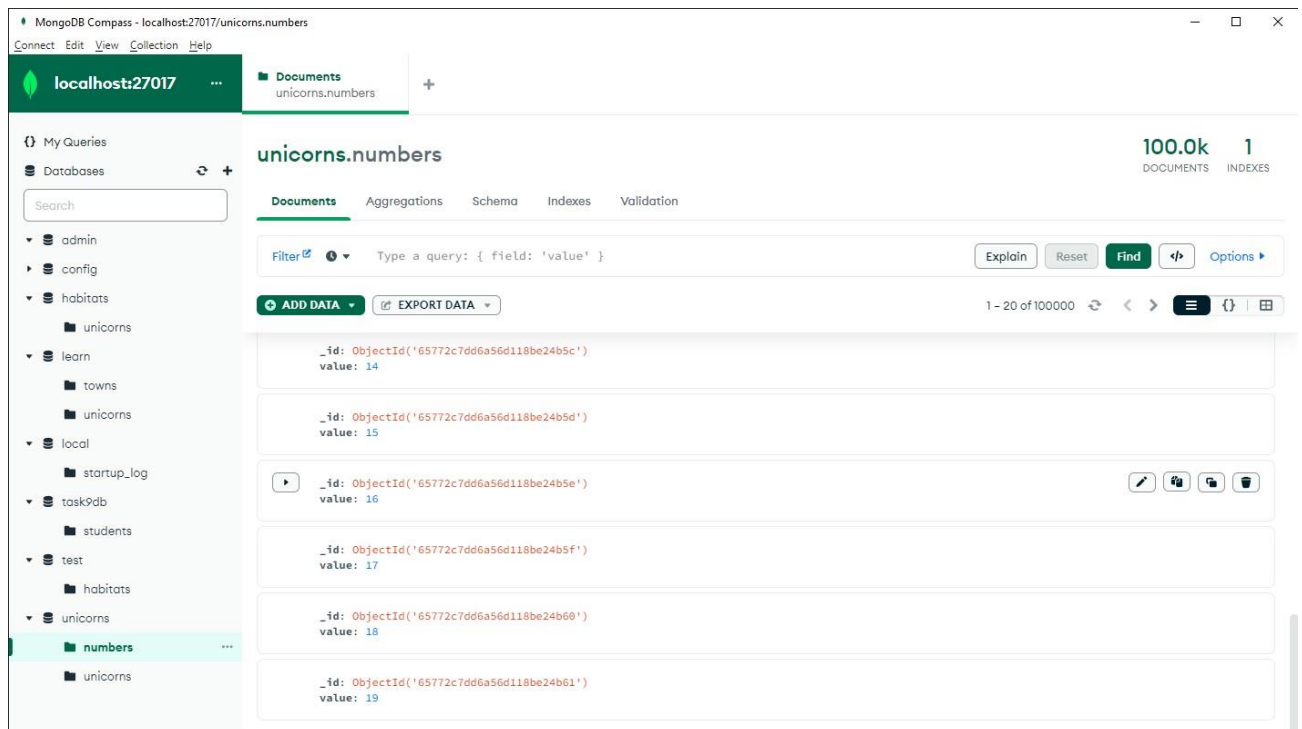 MongoDB Compass - localhost:27017/unicorns.numbers
Connect Edit View Collection Help
localhost:27017 ...
Documents
unicorns.numbers
{} My Queries
Databases
Search
admin
config
habitats
unicorns
learn
towns
unicorns
local
startup_log
task9db
students
test
habitats
unicorns
numbers ...
unicorns
unicorns.numbers
100.0k 1
DOCUMENTS INDEXES
Documents Aggregations Schema Indexes Validation
Filter Type a query: { field: 'value' } Explain Reset Find </> Options
ADD DATA EXPORT DATA 1 – 20 of 100000 {}
_id: ObjectId('65772c7dd6a56d118be24b5c')
value: 14
_id: ObjectId('65772c7dd6a56d118be24b5d')
value: 15
_id: ObjectId('65772c7dd6a56d118be24b5e')
value: 16
_id: ObjectId('65772c7dd6a56d118be24b5f')
value: 17
_id: ObjectId('65772c7dd6a56d118be24b60')
value: 18
_id: ObjectId('65772c7dd6a56d118be24b61')
value: 19